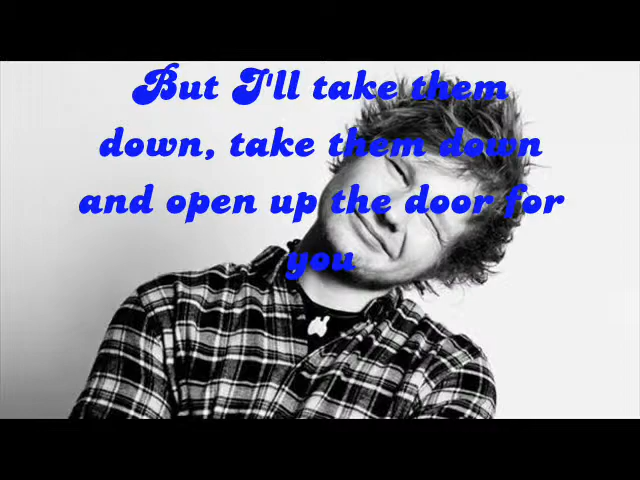 But I'll take them
down, take them down
and open up the door for
you